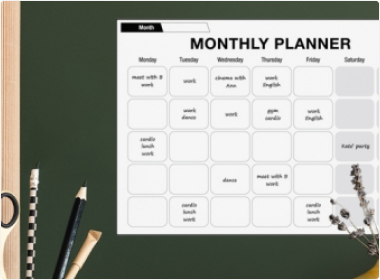 Month
MONTHLY PLANNER
Monday Tuesday Wednesday Thursday Friday Saturday
meet with B
work
work
cinema with
Ann
work
English
work
dance
work
gym
cardio
work
English
cardio
lunch
work
kids' party
dance
meet with B
work
cardio
lunch
work
cardio
lunch
work